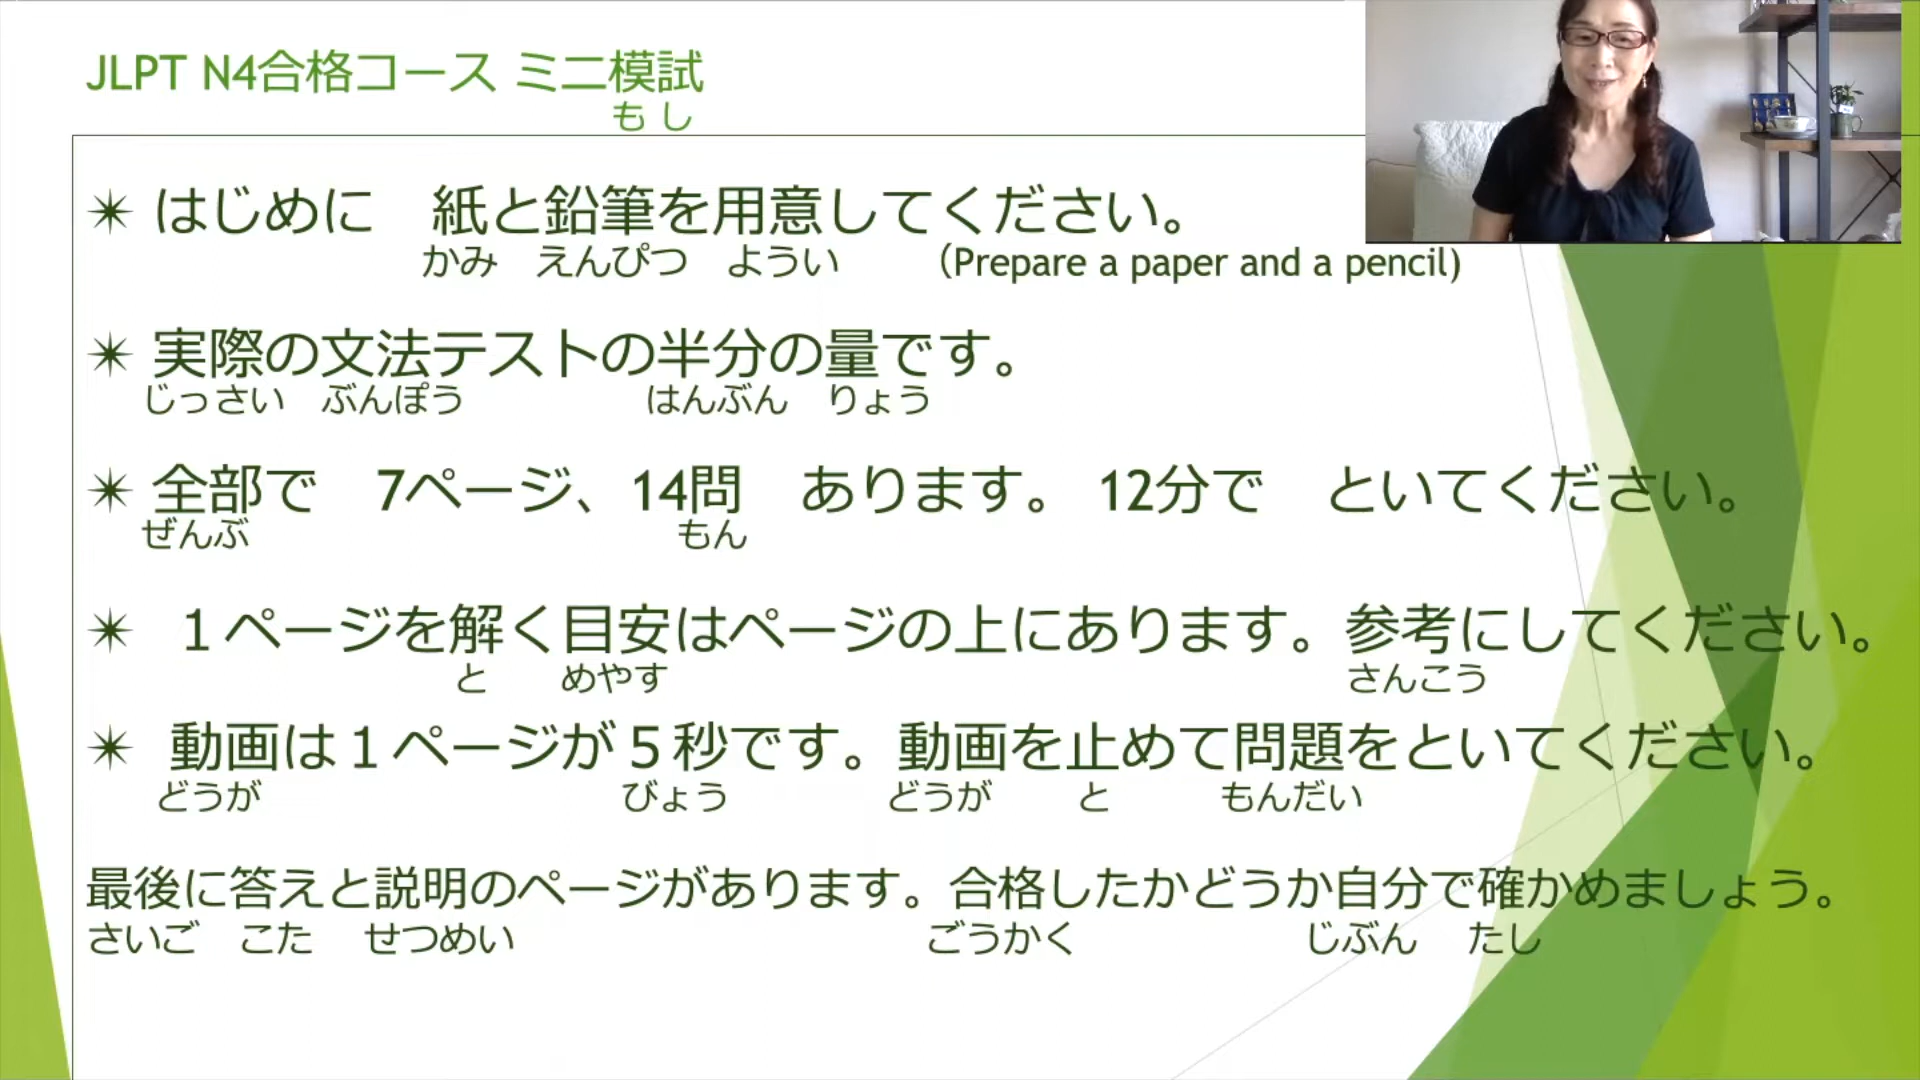 JLPT N4合格コース ミニ模試
もし
✴ はじめに　紙と鉛筆を用意してください。
かみ　えんぴつ　ようい　（Prepare a paper and a pencil)
✴ 実際の文法テストの半分の量です。
じっさい　ぶんぽう　はんぶん　りょう
✴ 全部で　7ページ、14問　あります。 12分で　といてください。
ぜんぶ　もん
✴ １ページを解く目安はページの上にあります。参考にしてください。
と　めやす　さんこう
✴ 動画は１ページが５秒です。動画を止めて問題をといてください。
どうが　びょう　どうが　と　もんだい
最後に答えと説明のページがあります。合格したかどうか自分で確かめましょう。
さいご　こた　せつめい　ごうかく　じぶん　たし